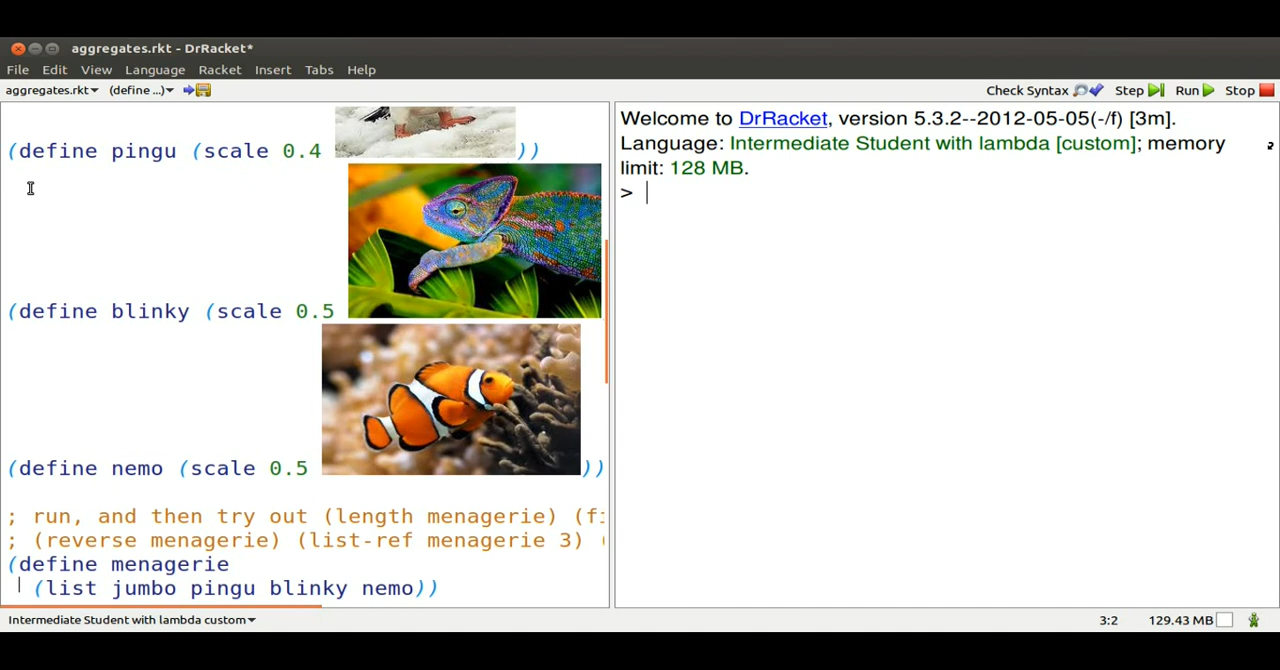 aggregates.rkt - DrRacket*
File Edit View Language Racket Insert Tabs Help
aggregates.rkt (define ...) Check Syntax Step Run Stop
(define pingu (scale 0.4 ))
(define blinky (scale 0.5
(define nemo (scale 0.5 ))
; run, and then try out (length menagerie) (fi
; (reverse menagerie) (list-ref menagerie 3) (
(define menagerie
(list jumbo pingu blinky nemo))
Welcome to DrRacket, version 5.3.2--2012-05-05(-/f) [3m].
Language: Intermediate Student with lambda [custom]; memory
limit: 128 MB.
>
Intermediate Student with lambda custom 3:2 129.43 MB